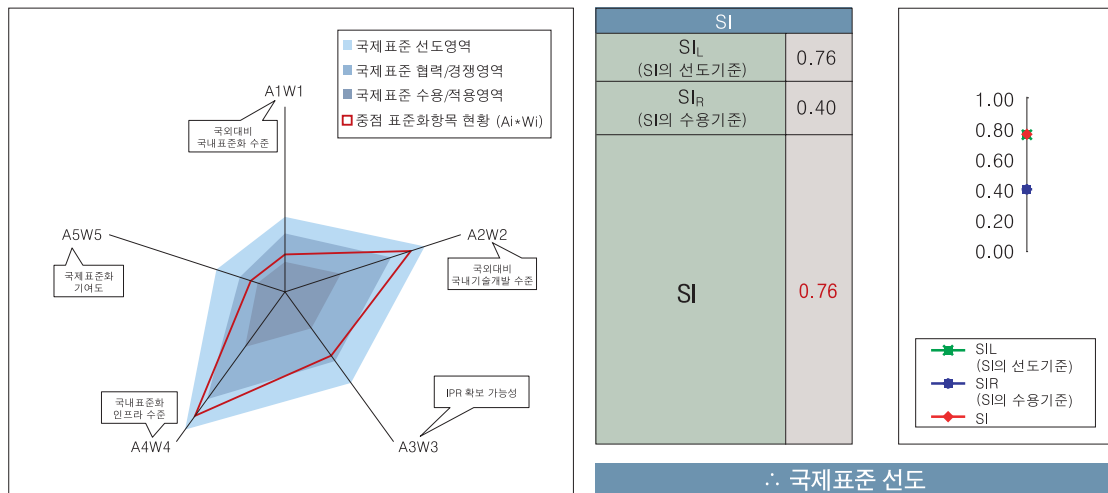 국제표준 선도영역
국제표준 협력/경쟁영역
국제표준 수용/적용영역
중점 표준화항목 현황 (Ai*Wi)
A1W1
국외대비
국내표준화 수준
A2W2
국외대비
국내기술개발 수준
A5W5
국제표준화
기여도
IPR 확보 가능성
A3W3
국내표준화
인프라 수준
A4W4
SI
SIL
(SI의 선도기준)
0.76
SIR
(SI의 수용기준)
0.40
SI
0.76
1.00
0.80
0.60
0.40
0.20
0.00
SIL
(SI의 선도기준)
SIR
(SI의 수용기준)
SI
∴ 국제표준 선도